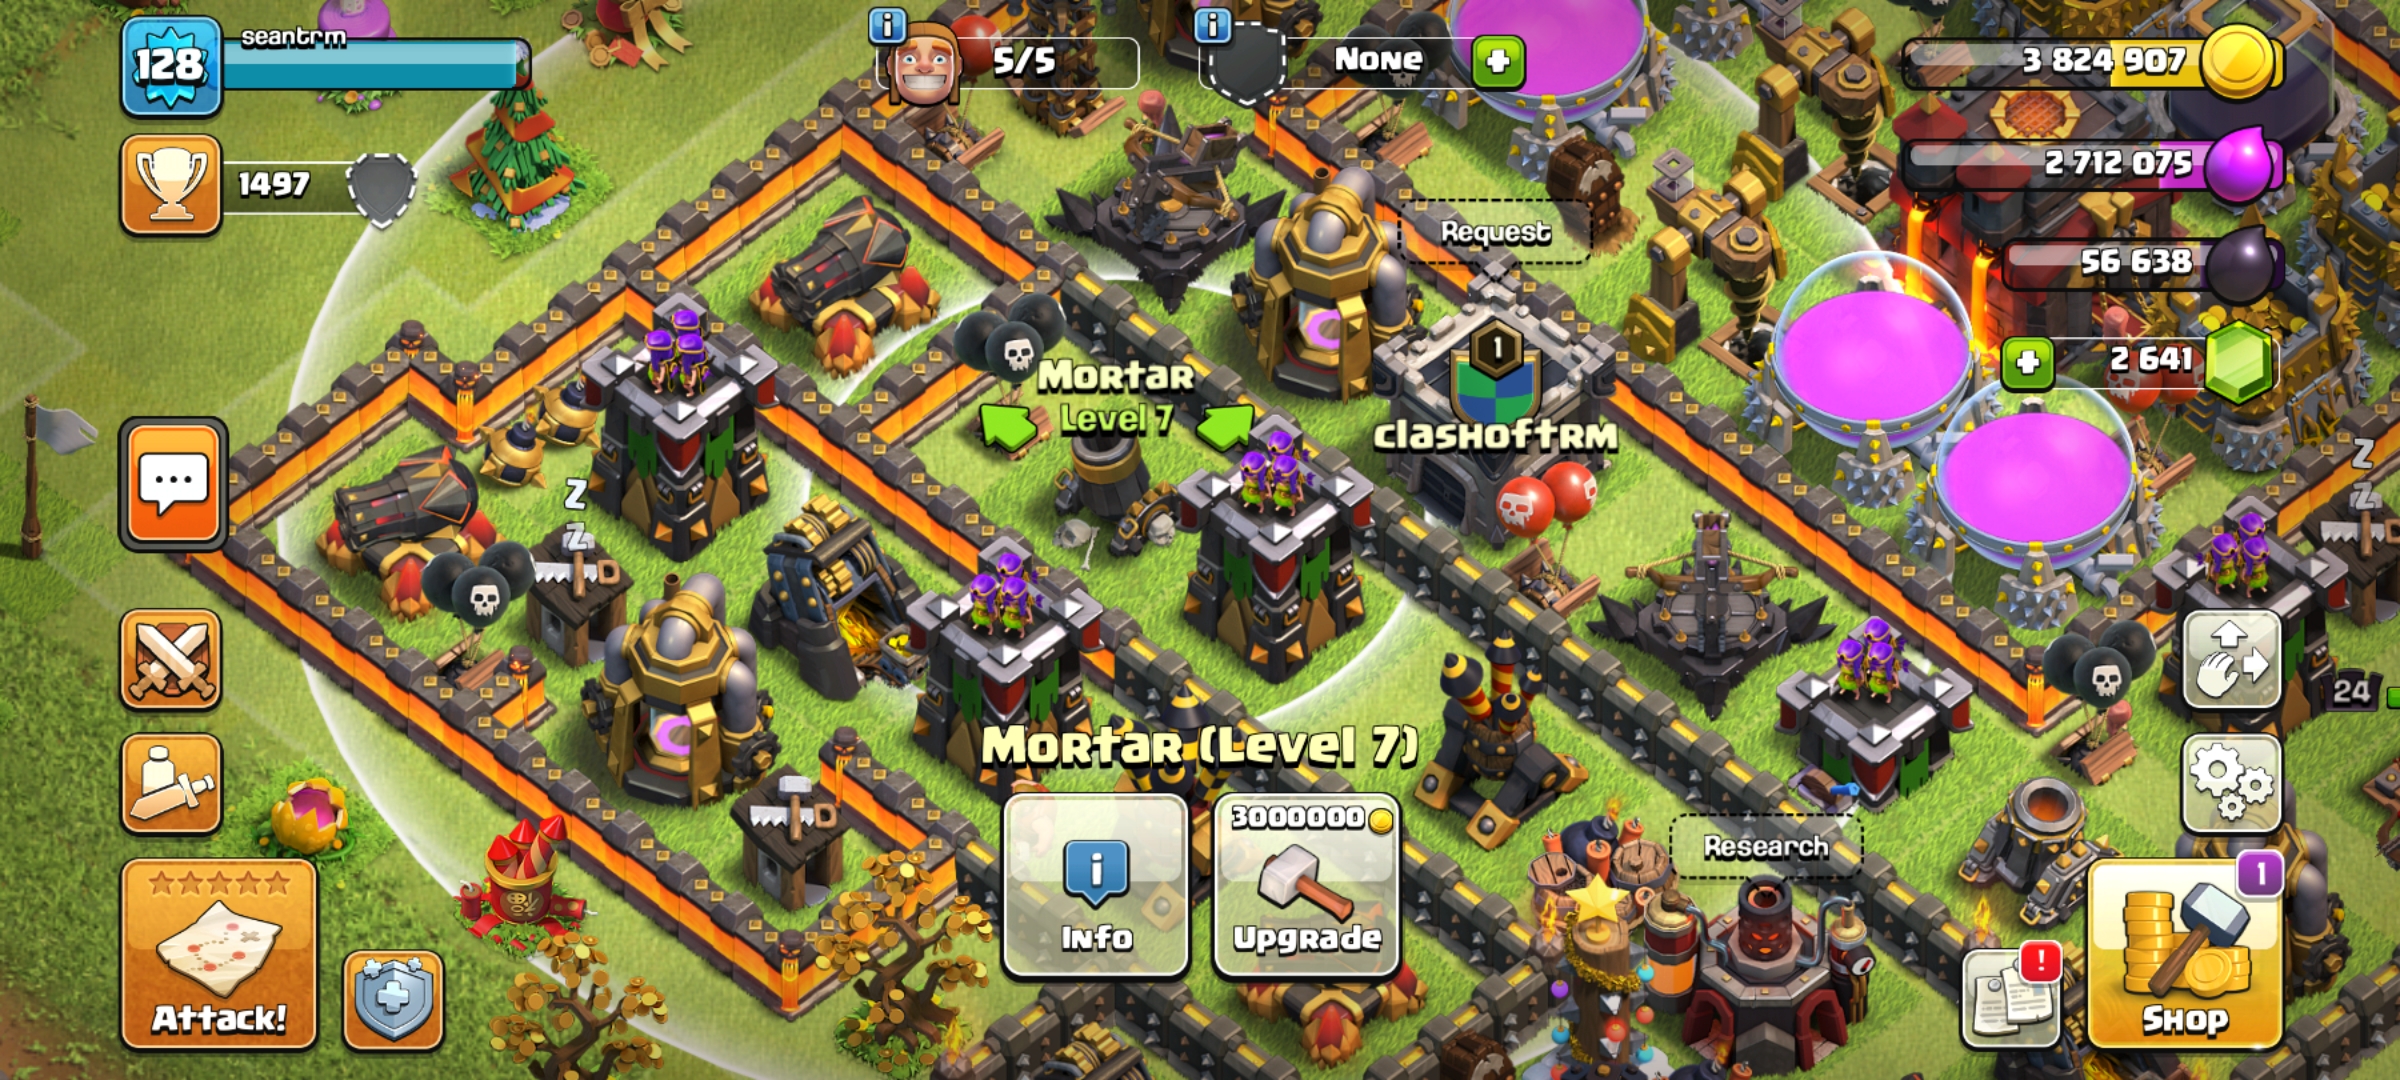 128
seantrm
5/5
None
3 824 907
1497
2 712 075
Request
56 638
2 641
Mortar
Level 7
1
clashoftrm
Z
Z
Z
Z
24
Mortar (Level 7)
3000000
Info
Upgrade
Research
1
!
Attack!
Shop